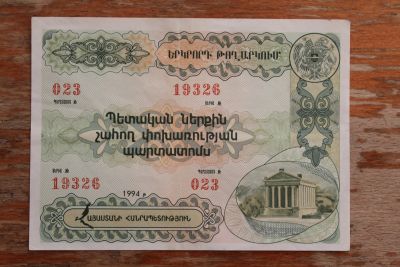 ԵՐԿՐՈՐԴ ԹՈՂԱՐԿՈՒՄ
023 19326
Պետական ներքին
շահող փոխառության
պարտատոմս
19326 023
1994 թ
ՀԱՅԱՍՏԱՆԻ ՀԱՆՐԱՊԵՏՈՒԹՅՈՒՆ